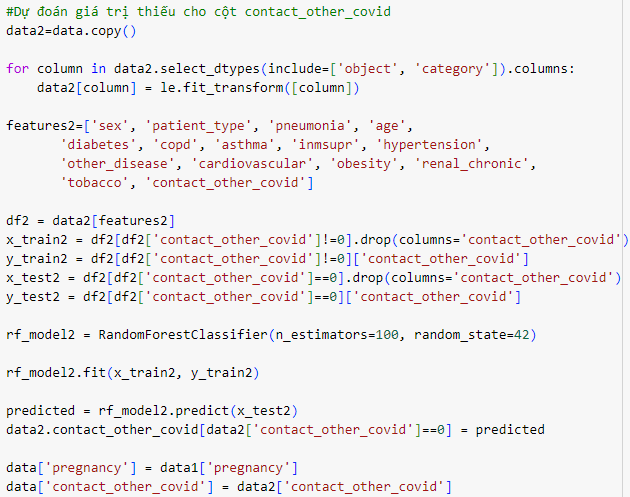 #Dự đoán giá trị thiếu cho cột contact_other_covid
data2=data.copy()
for column in data2.select_dtypes(include=['object', 'category']).columns:
    data2[column] = le.fit_transform([column])
features2=['sex', 'patient_type', 'pneumonia', 'age',
       'diabetes', 'copd', 'asthma', 'inmsupr', 'hypertension',
       'other_disease', 'cardiovascular', 'obesity', 'renal_chronic',
       'tobacco', 'contact_other_covid']
df2 = data2[features2]
x_train2 = df2[df2['contact_other_covid']!=0].drop(columns='contact_other_covid')
y_train2 = df2[df2['contact_other_covid']!=0]['contact_other_covid']
x_test2 = df2[df2['contact_other_covid']==0].drop(columns='contact_other_covid')
y_test2 = df2[df2['contact_other_covid']==0]['contact_other_covid']
rf_model2 = RandomForestClassifier(n_estimators=100, random_state=42)
rf_model2.fit(x_train2, y_train2)
predicted = rf_model2.predict(x_test2)
data2.contact_other_covid[data2['contact_other_covid']==0] = predicted
data['pregnancy'] = data1['pregnancy']
data['contact_other_covid'] = data2['contact_other_covid']